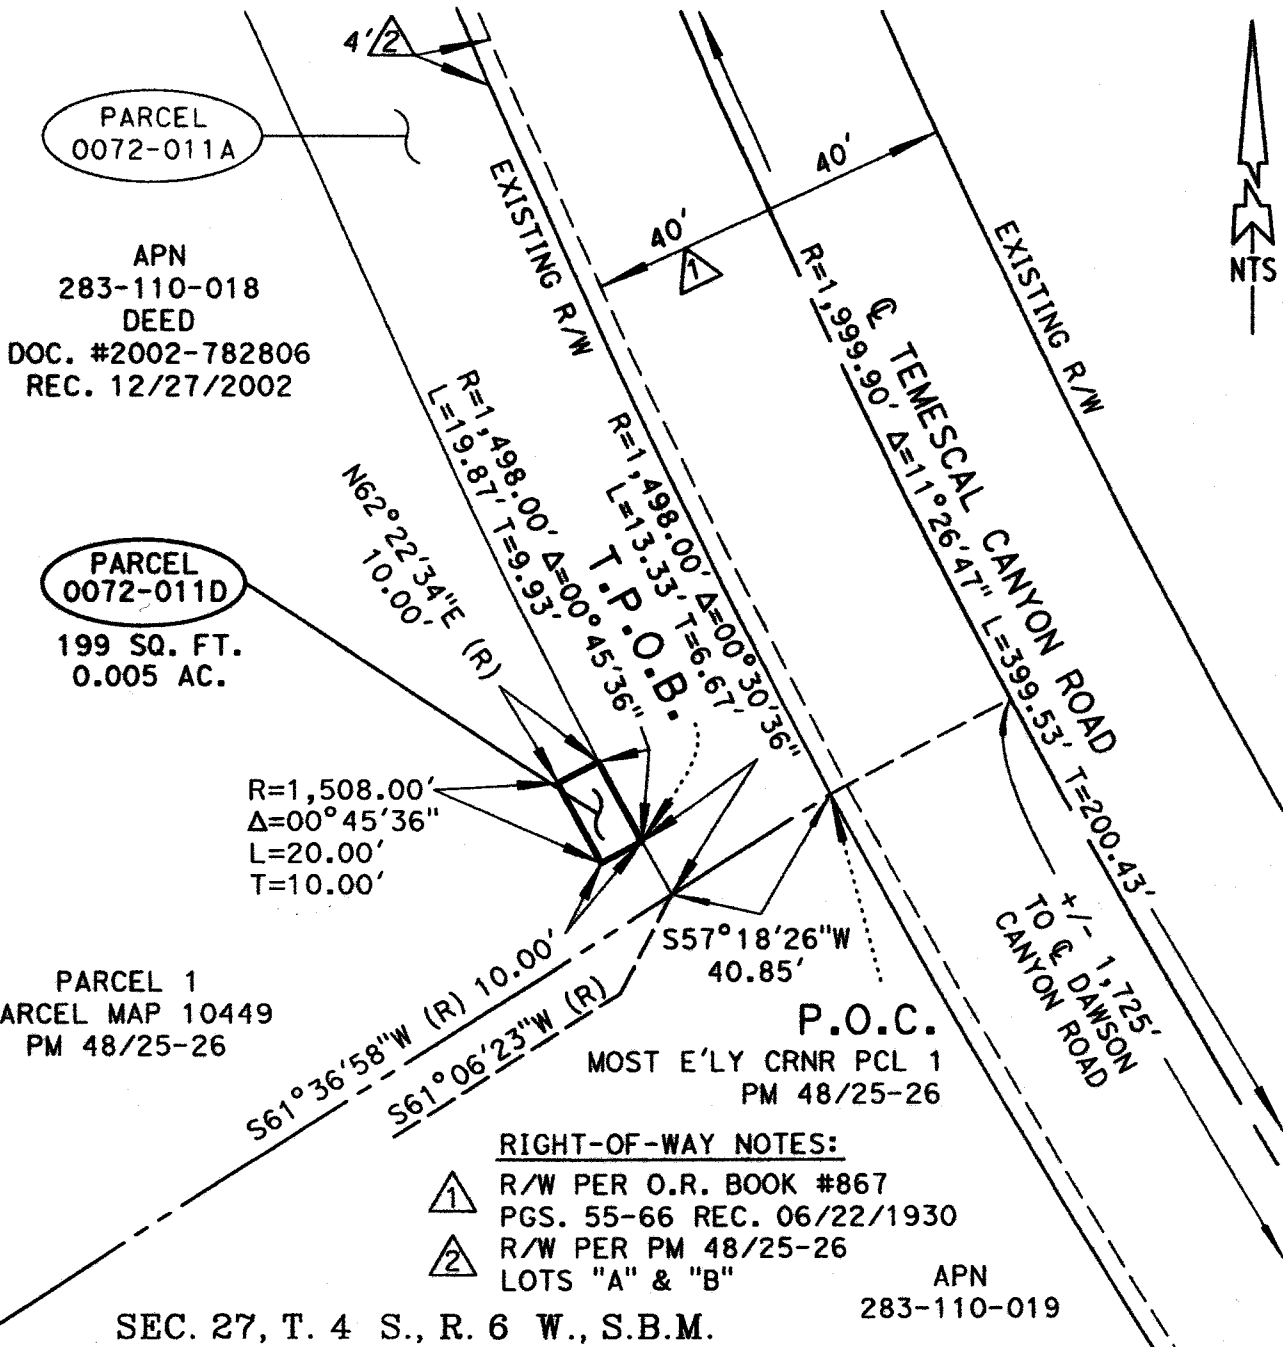 4' 2
PARCEL
0072-011A
EXISTING R/W
40'
40'
1
EXISTING R/W
NTS
APN
283-110-018
DEED
DOC. #2002-782806
REC. 12/27/2002
℄ TEMESCAL CANYON ROAD
R=1,999.90' Δ=11°26'47" L=399.53' T=200.43'
R=1,498.00' Δ=00°45'36"
L=19.87' T=9.93'
R=1,498.00' Δ=00°30'36"
L=13.33' T=6.67'
T.P.O.B.
N62°22'34"E (R)
10.00'
PARCEL
0072-011D
199 SQ. FT.
0.005 AC.
R=1,508.00'
Δ=00°45'36"
L=20.00'
T=10.00'
S57°18'26"W
40.85'
+/- 1,725'
TO ℄ DAWSON
CANYON ROAD
PARCEL 1
ARCEL MAP 10449
PM 48/25-26
S61°36'58"W (R) 10.00'
S61°06'23"W (R)
P.O.C.
MOST E'LY CRNR PCL 1
PM 48/25-26
RIGHT-OF-WAY NOTES:
1 R/W PER O.R. BOOK #867
PGS. 55-66 REC. 06/22/1930
2 R/W PER PM 48/25-26
LOTS "A" & "B"
APN
283-110-019
SEC. 27, T. 4 S., R. 6 W., S.B.M.